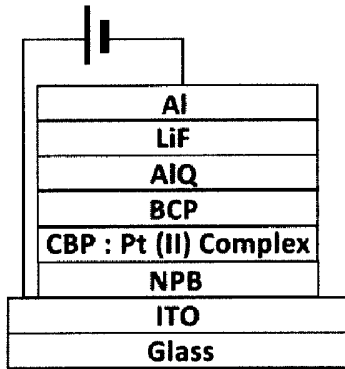 Al
LiF
AlQ
BCP
CBP : Pt (II) Complex
NPB
ITO
Glass